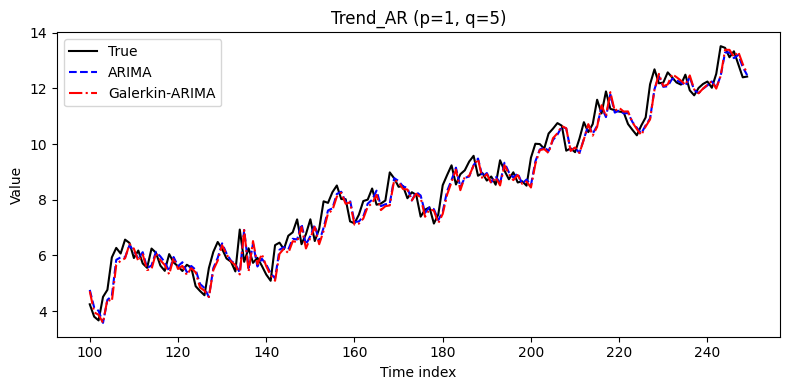 Trend_AR (p=1, q=5)
True
ARIMA
Galerkin-ARIMA
Value
14
12
10
8
6
4
100 120 140 160 180 200 220 240
Time index